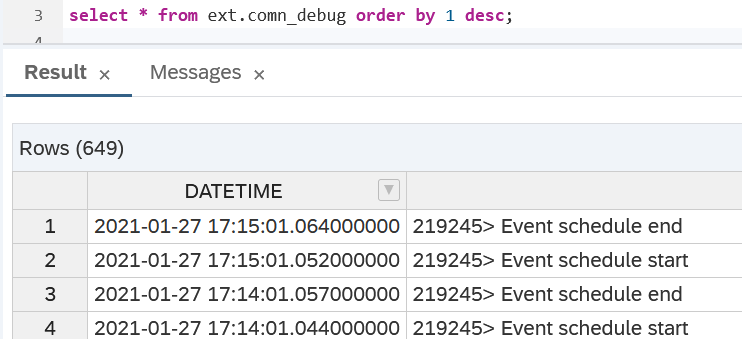 3 select * from ext.comn_debug order by 1 desc;
4
Result × Messages ×
Rows (649)
DATETIME
1 2021-01-27 17:15:01.064000000 219245> Event schedule end
2 2021-01-27 17:15:01.052000000 219245> Event schedule start
3 2021-01-27 17:14:01.057000000 219245> Event schedule end
4 2021-01-27 17:14:01.044000000 219245> Event schedule start